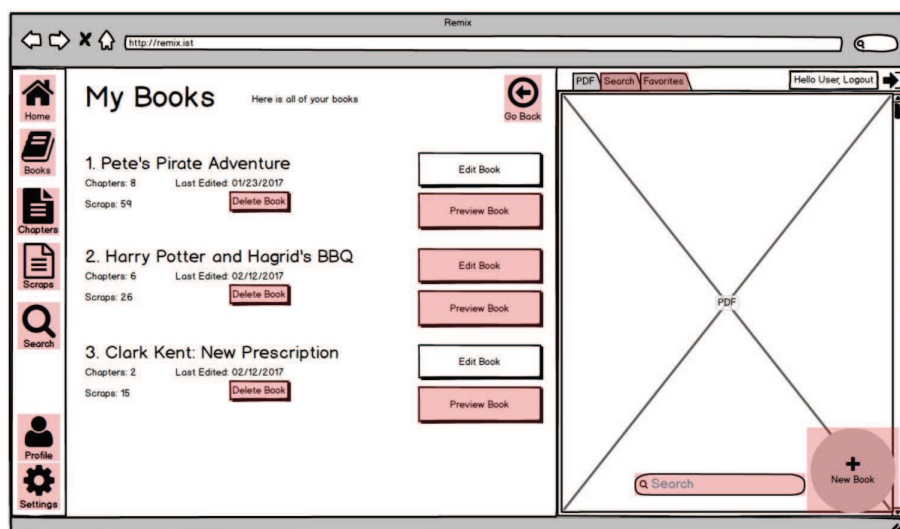 Remix
http://remix.ist
Home
Books
Chapters
Scraps
Search
Profile
Settings
My Books
Here is all of your books
Go Back
1. Pete's Pirate Adventure
Chapters: 8 Last Edited: 01/23/2017
Scraps: 59 Delete Book
Edit Book
Preview Book
2. Harry Potter and Hagrid's BBQ
Chapters: 6 Last Edited: 02/12/2017
Scraps: 26 Delete Book
Edit Book
Preview Book
3. Clark Kent: New Prescription
Chapters: 2 Last Edited: 02/12/2017
Scraps: 15 Delete Book
Edit Book
Preview Book
PDF Search Favorites
Hello User, Logout
PDF
Search
New Book